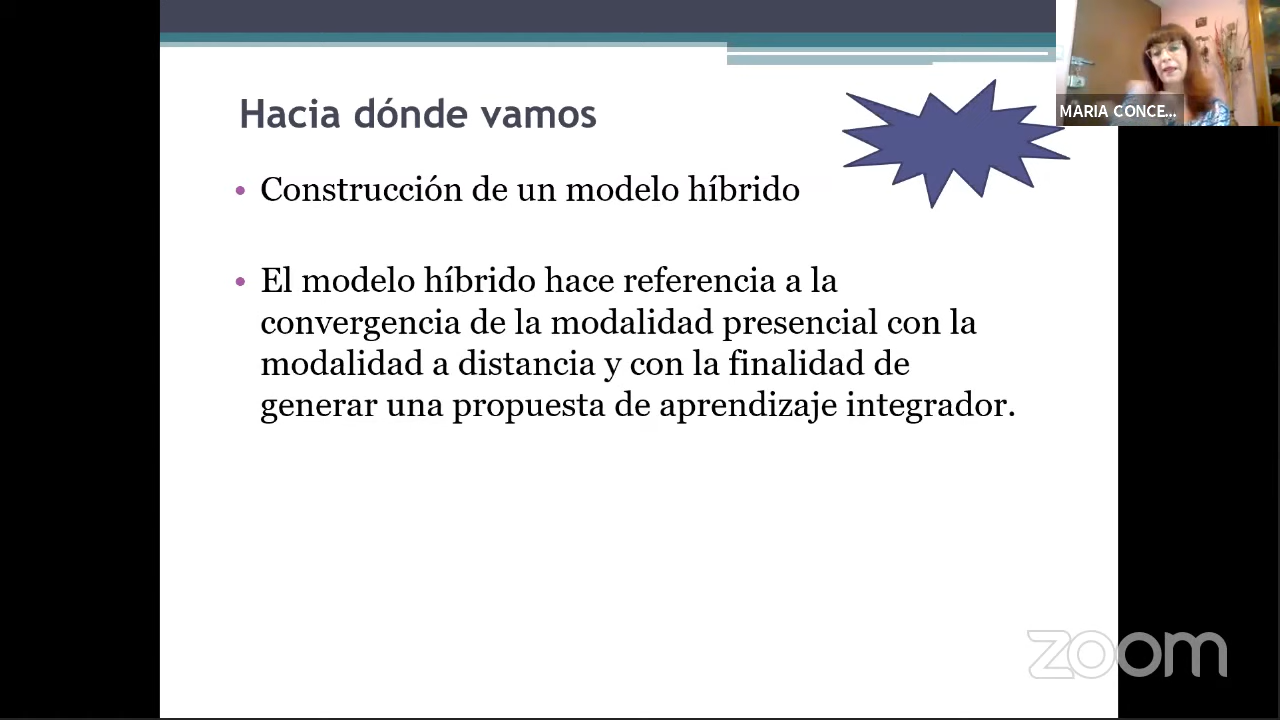 Hacia dónde vamos
MARIA CONCE...
• Construcción de un modelo híbrido
• El modelo híbrido hace referencia a la
convergencia de la modalidad presencial con la
modalidad a distancia y con la finalidad de
generar una propuesta de aprendizaje integrador.
zoom